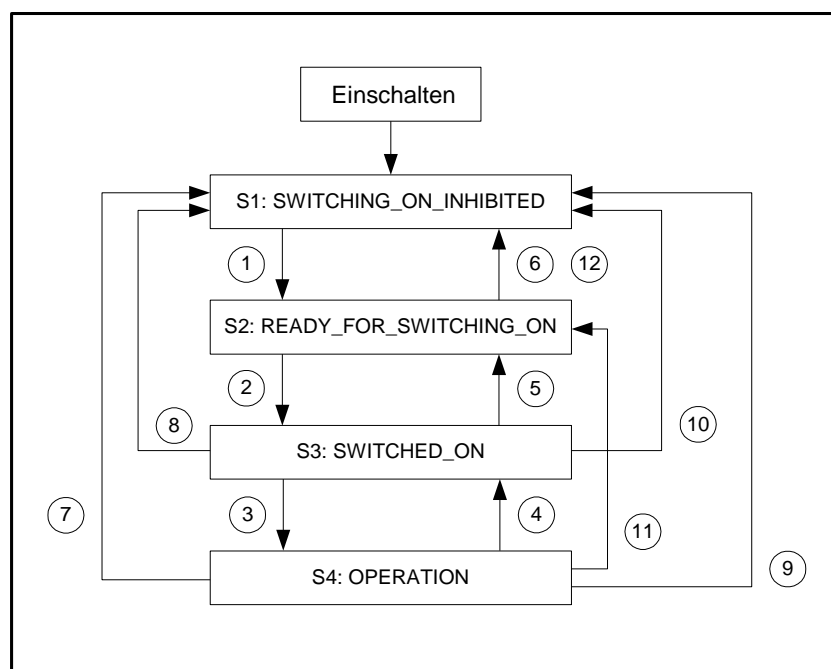 Einschalten
S1: SWITCHING_ON_INHIBITED
1
6
12
S2: READY_FOR_SWITCHING_ON
2
5
8
10
S3: SWITCHED_ON
7
3
4
11
9
S4: OPERATION